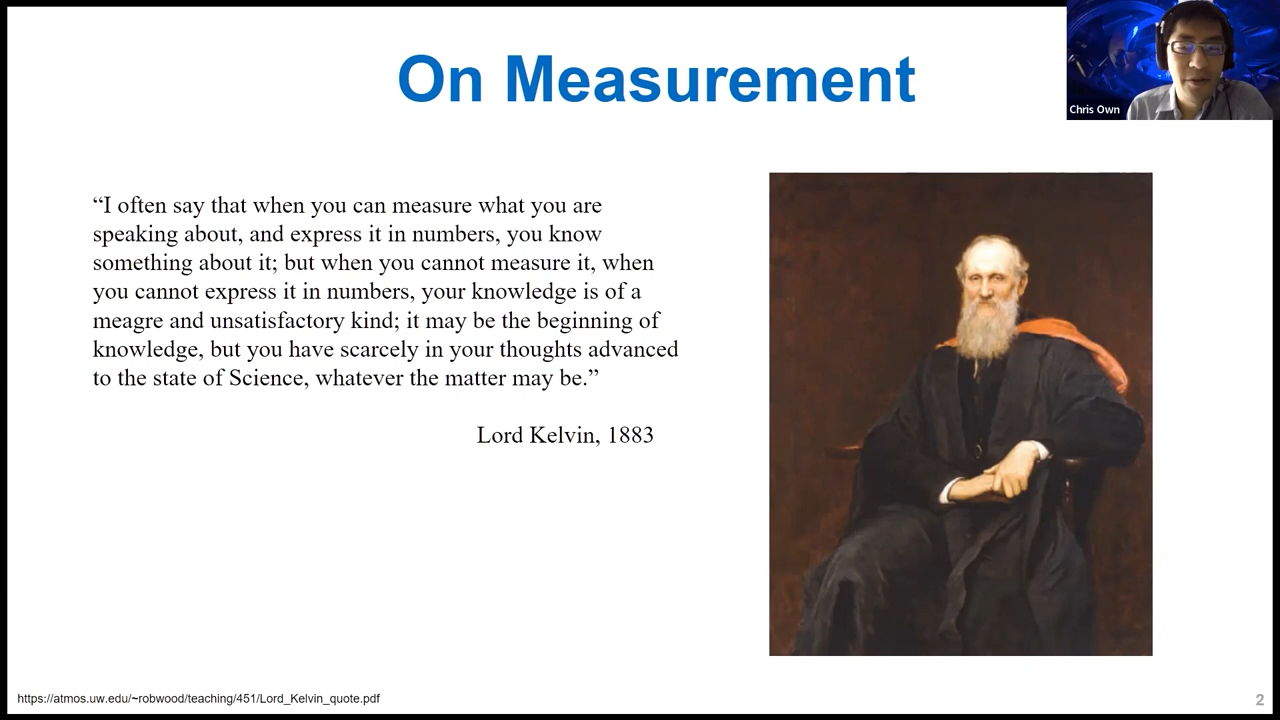 On Measurement
Chris Own
“I often say that when you can measure what you are
speaking about, and express it in numbers, you know
something about it; but when you cannot measure it, when
you cannot express it in numbers, your knowledge is of a
meagre and unsatisfactory kind; it may be the beginning of
knowledge, but you have scarcely in your thoughts advanced
to the state of Science, whatever the matter may be.”
Lord Kelvin, 1883
https://atmos.uw.edu/~robwood/teaching/451/Lord_Kelvin_quote.pdf
2